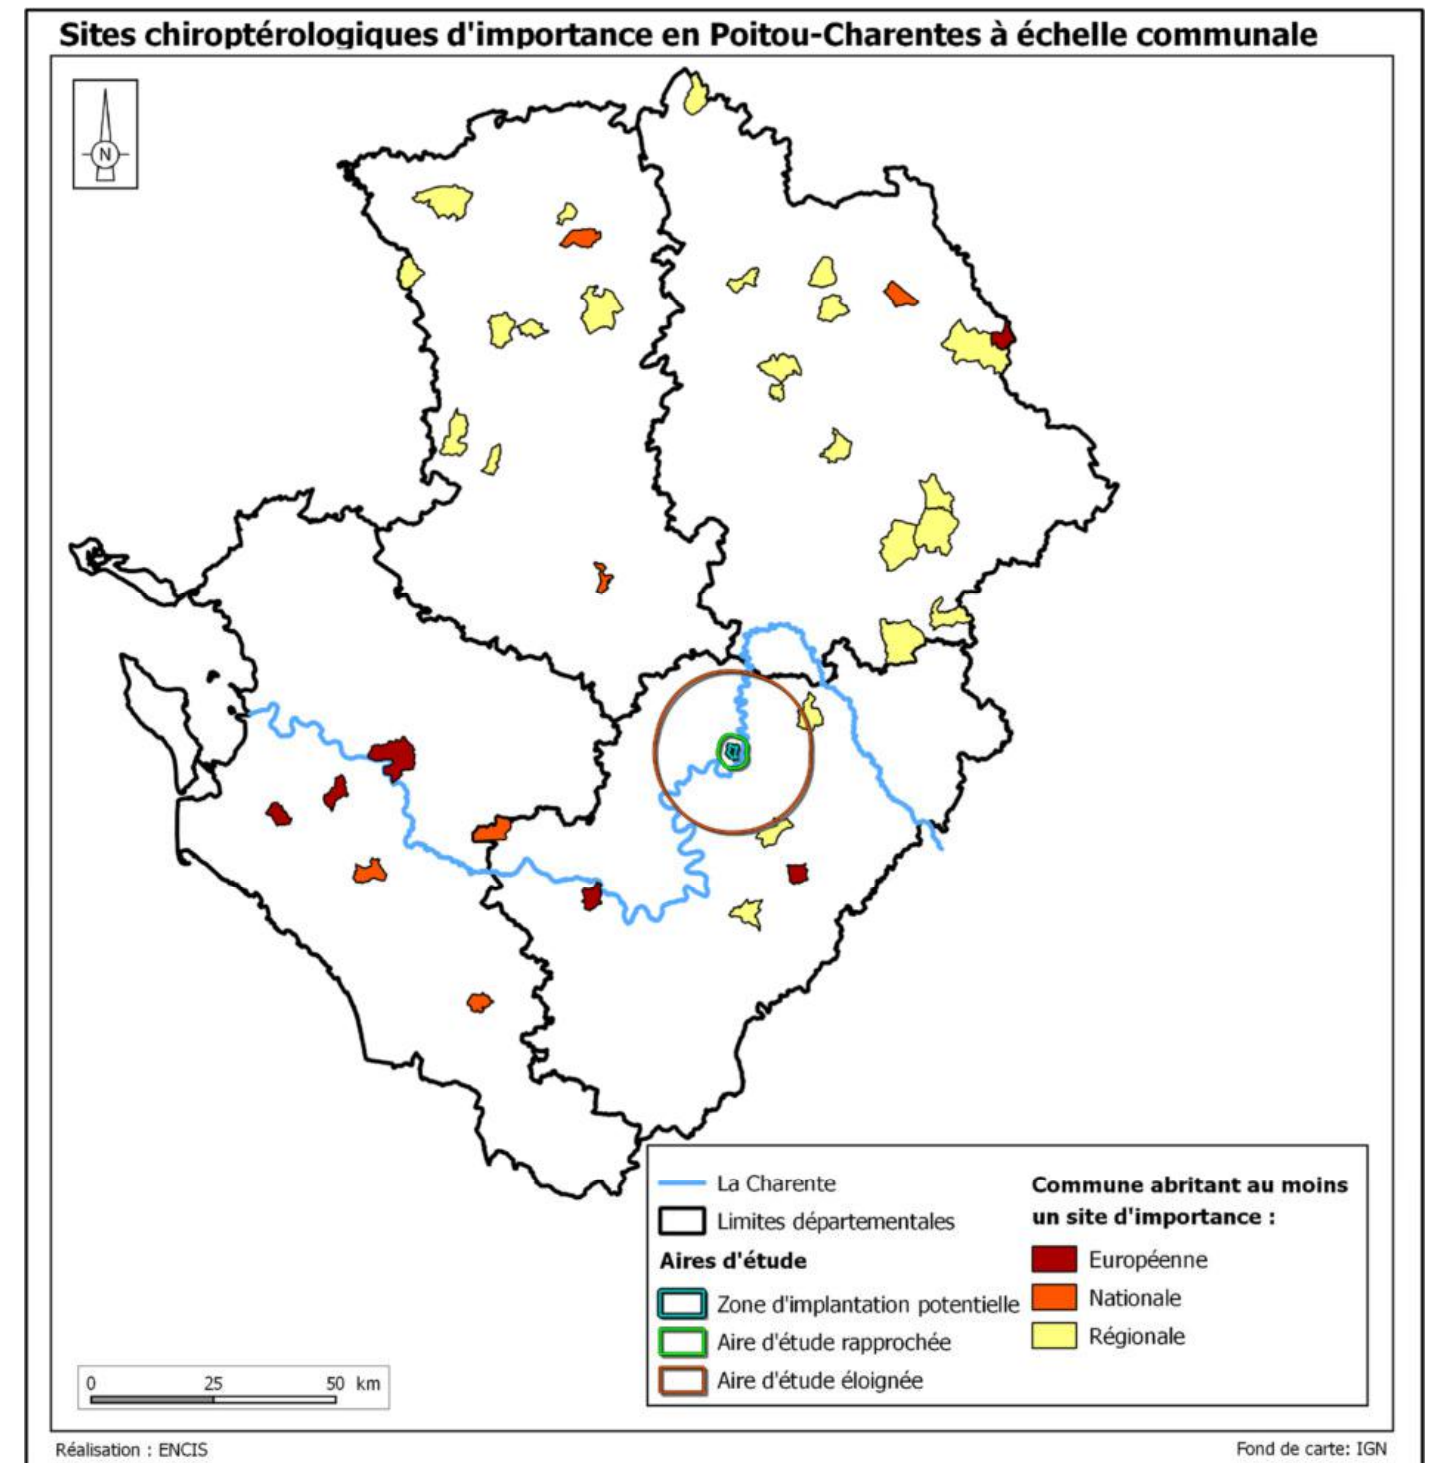 Sites chiroptérologiques d'importance en Poitou-Charentes à échelle communale
N
La Charente
Limites départementales
Aires d'étude
Zone d'implantation potentielle
Aire d'étude rapprochée
Aire d'étude éloignée
Commune abritant au moins
un site d'importance :
Européenne
Nationale
Régionale
0 25 50 km
Réalisation : ENCIS
Fond de carte: IGN